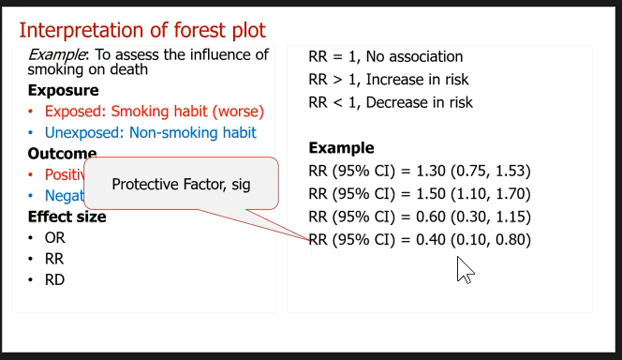 Interpretation of forest plot
Example: To assess the influence of
smoking on death
Exposure
• Exposed: Smoking habit (worse)
• Unexposed: Non-smoking habit
Outcome
Effect size
• OR
• RR
• RD
Protective Factor, sig
RR = 1, No association
RR > 1, Increase in risk
RR < 1, Decrease in risk
Example
RR (95% CI) = 1.30 (0.75, 1.53)
RR (95% CI) = 1.50 (1.10, 1.70)
RR (95% CI) = 0.60 (0.30, 1.15)
RR (95% CI) = 0.40 (0.10, 0.80)